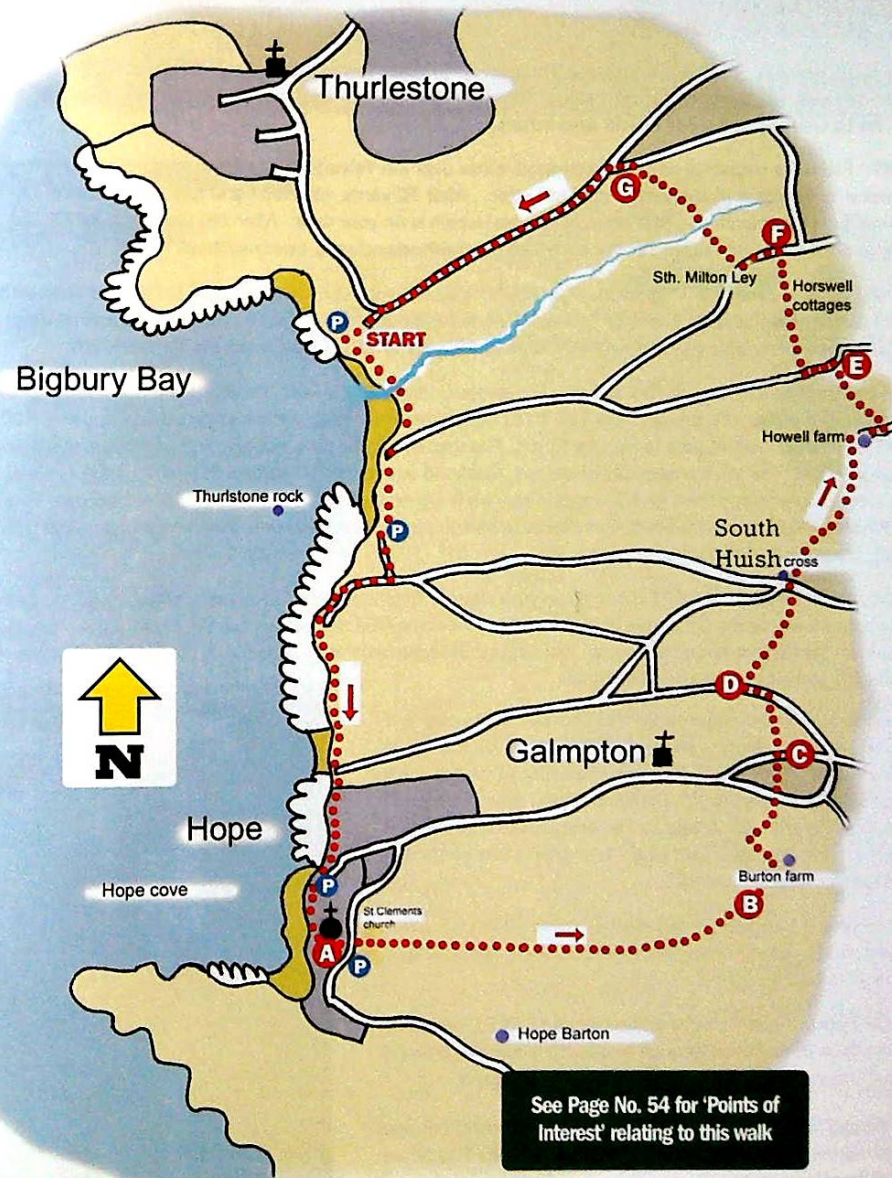 Thurlestone
G
F
Sth. Milton Ley
Horswell
cottages
P
START
E
Bigbury Bay
Howell farm
Thurlstone rock
P
South
Huish cross
D
N
Galmpton
C
Hope
P
Burton farm
Hope cove
St.Clements
church
B
A
P
Hope Barton
See Page No. 54 for 'Points of
Interest' relating to this walk